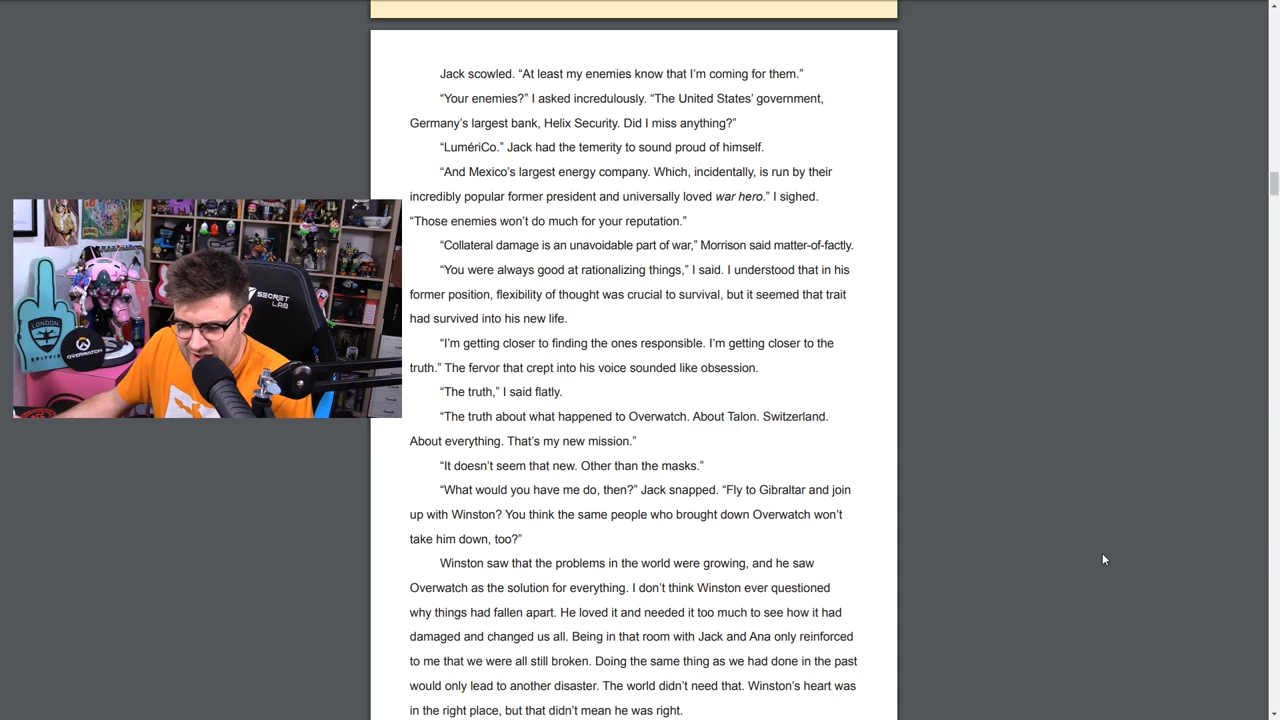 Jack scowled. “At least my enemies know that I’m coming for them.”
“Your enemies?” I asked incredulously. “The United States’ government,
Germany’s largest bank, Helix Security. Did I miss anything?”
“LumériCo.” Jack had the temerity to sound proud of himself.
“And Mexico’s largest energy company. Which, incidentally, is run by their
incredibly popular former president and universally loved war hero.” I sighed.
“Those enemies won’t do much for your reputation.”
“Collateral damage is an unavoidable part of war,” Morrison said matter-of-factly.
“You were always good at rationalizing things,” I said. I understood that in his
former position, flexibility of thought was crucial to survival, but it seemed that trait
had survived into his new life.
“I’m getting closer to finding the ones responsible. I’m getting closer to the
truth.” The fervor that crept into his voice sounded like obsession.
“The truth,” I said flatly.
“The truth about what happened to Overwatch. About Talon. Switzerland.
About everything. That’s my new mission.”
“It doesn’t seem that new. Other than the masks.”
“What would you have me do, then?” Jack snapped. “Fly to Gibraltar and join
up with Winston? You think the same people who brought down Overwatch won’t
take him down, too?”
Winston saw that the problems in the world were growing, and he saw
Overwatch as the solution for everything. I don’t think Winston ever questioned
why things had fallen apart. He loved it and needed it too much to see how it had
damaged and changed us all. Being in that room with Jack and Ana only reinforced
to me that we were all still broken. Doing the same thing as we had done in the past
would only lead to another disaster. The world didn’t need that. Winston’s heart was
in the right place, but that didn’t mean he was right.
SECRET
LAB
LONDON
SPITFIRE
OVERWATCH